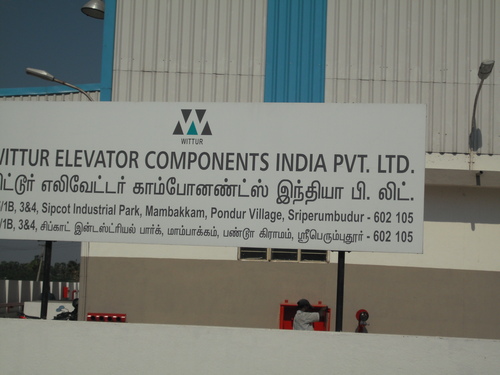 WITTUR
WITTUR ELEVATOR COMPONENTS INDIA PVT. LTD.
விட்டூர் எலிவேட்டர் காம்போனண்ட்ஸ் இந்தியா பி. லிட்.
/1B, 3&4, Sipcot Industrial Park, Mambakkam, Pondur Village, Sriperumbudur - 602 105
/1B, 3&4, சிப்காட் இன்டஸ்ட்ரியல் பார்க், மாம்பாக்கம், பண்டூர் கிராமம், ஸ்ரீபெரும்புதூர் - 602 105